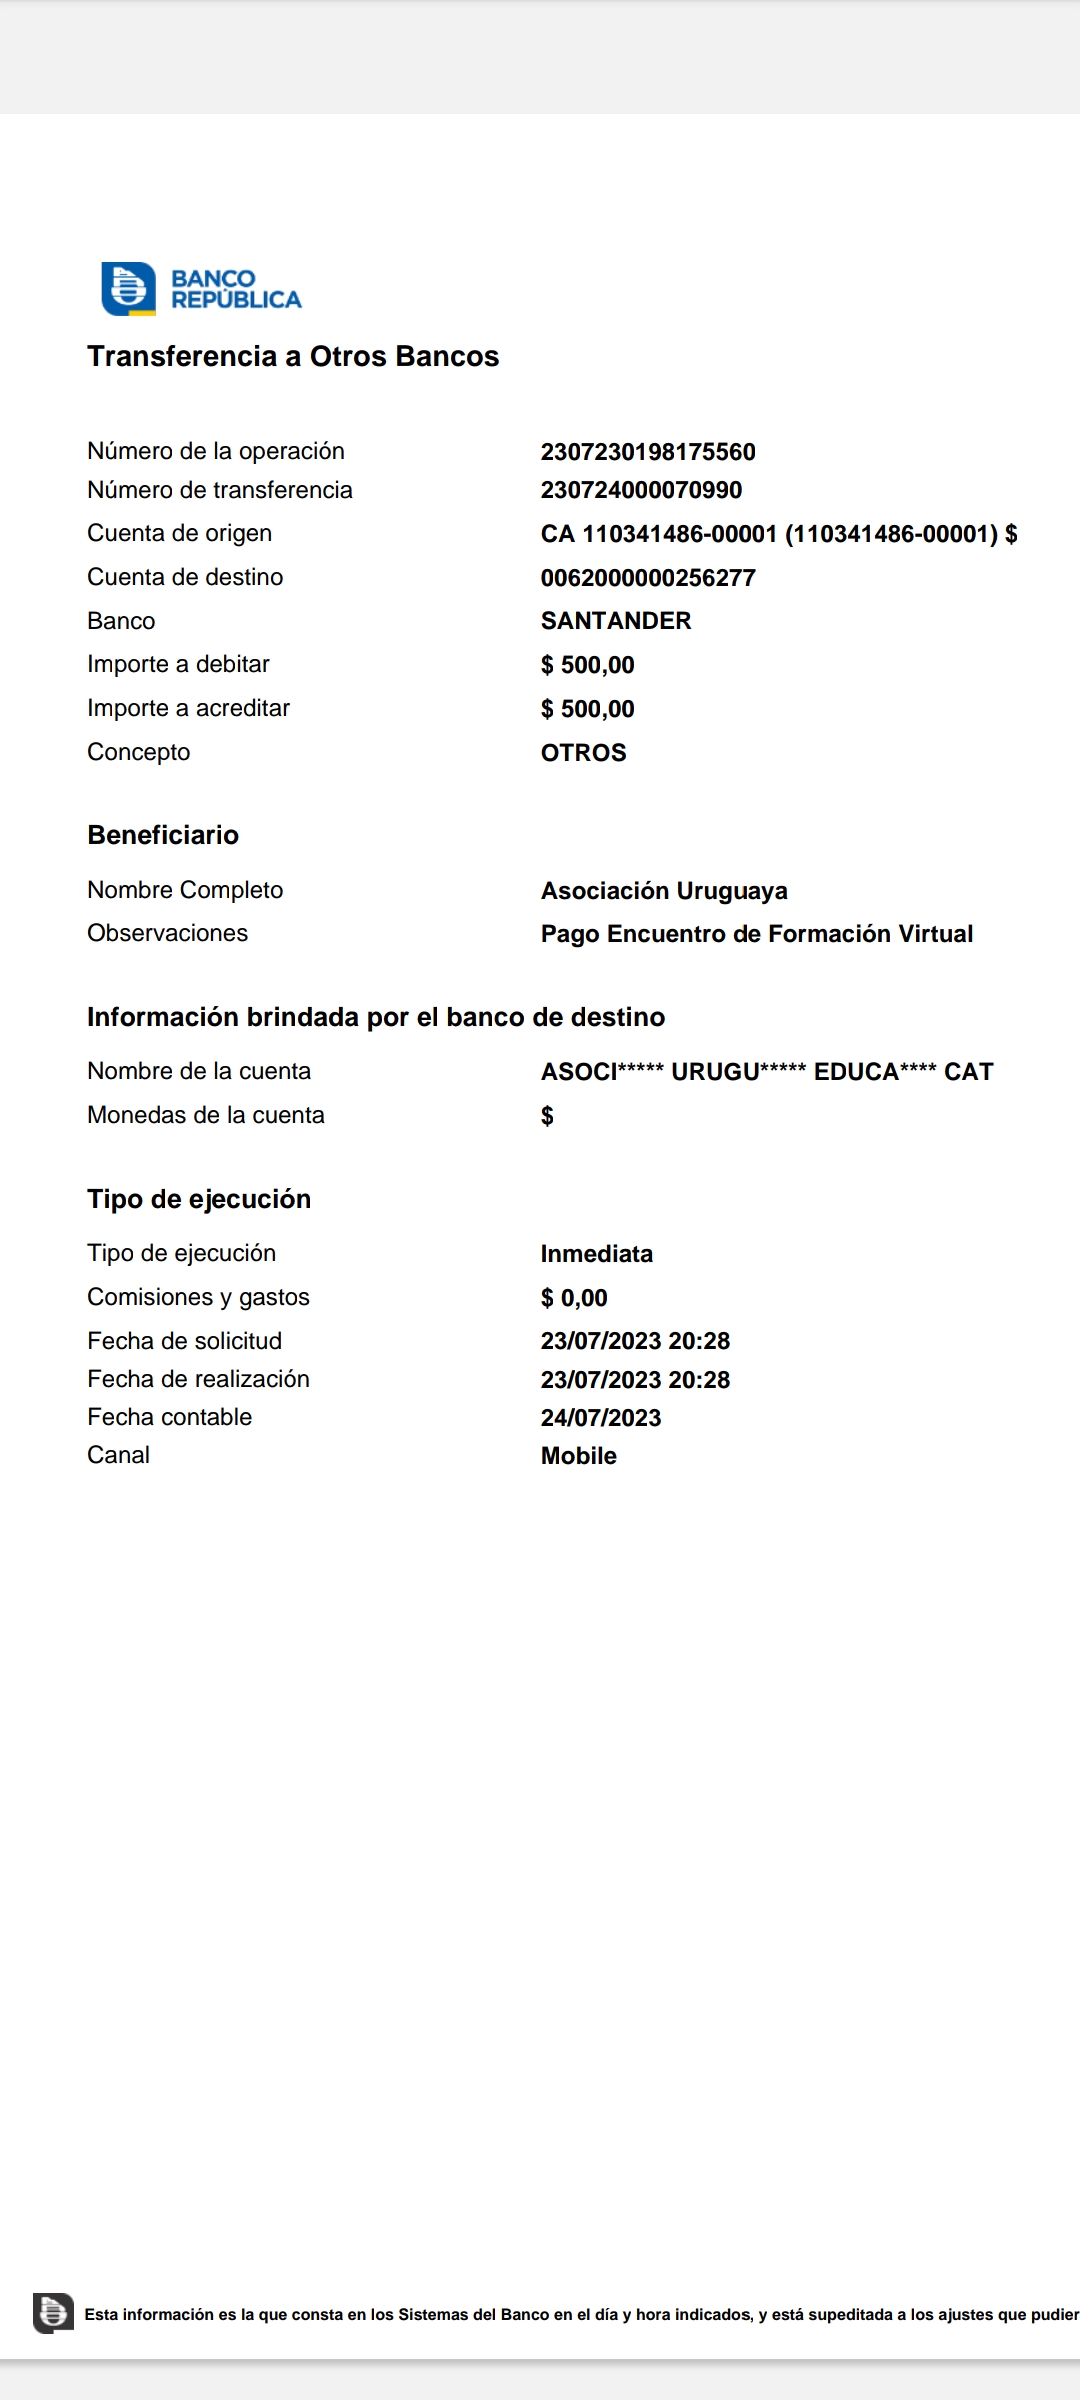 BANCO
REPÚBLICA
Transferencia a Otros Bancos
Número de la operación 2307230198175560
Número de transferencia 230724000070990
Cuenta de origen CA 110341486-00001 (110341486-00001) $
Cuenta de destino 0062000000256277
Banco SANTANDER
Importe a debitar $ 500,00
Importe a acreditar $ 500,00
Concepto OTROS
Beneficiario
Nombre Completo Asociación Uruguaya
Observaciones Pago Encuentro de Formación Virtual
Información brindada por el banco de destino
Nombre de la cuenta ASOCI***** URUGU***** EDUCA**** CAT
Monedas de la cuenta $
Tipo de ejecución
Tipo de ejecución Inmediata
Comisiones y gastos $ 0,00
Fecha de solicitud 23/07/2023 20:28
Fecha de realización 23/07/2023 20:28
Fecha contable 24/07/2023
Canal Mobile
Esta información es la que consta en los Sistemas del Banco en el día y hora indicados, y está supeditada a los ajustes que pudier